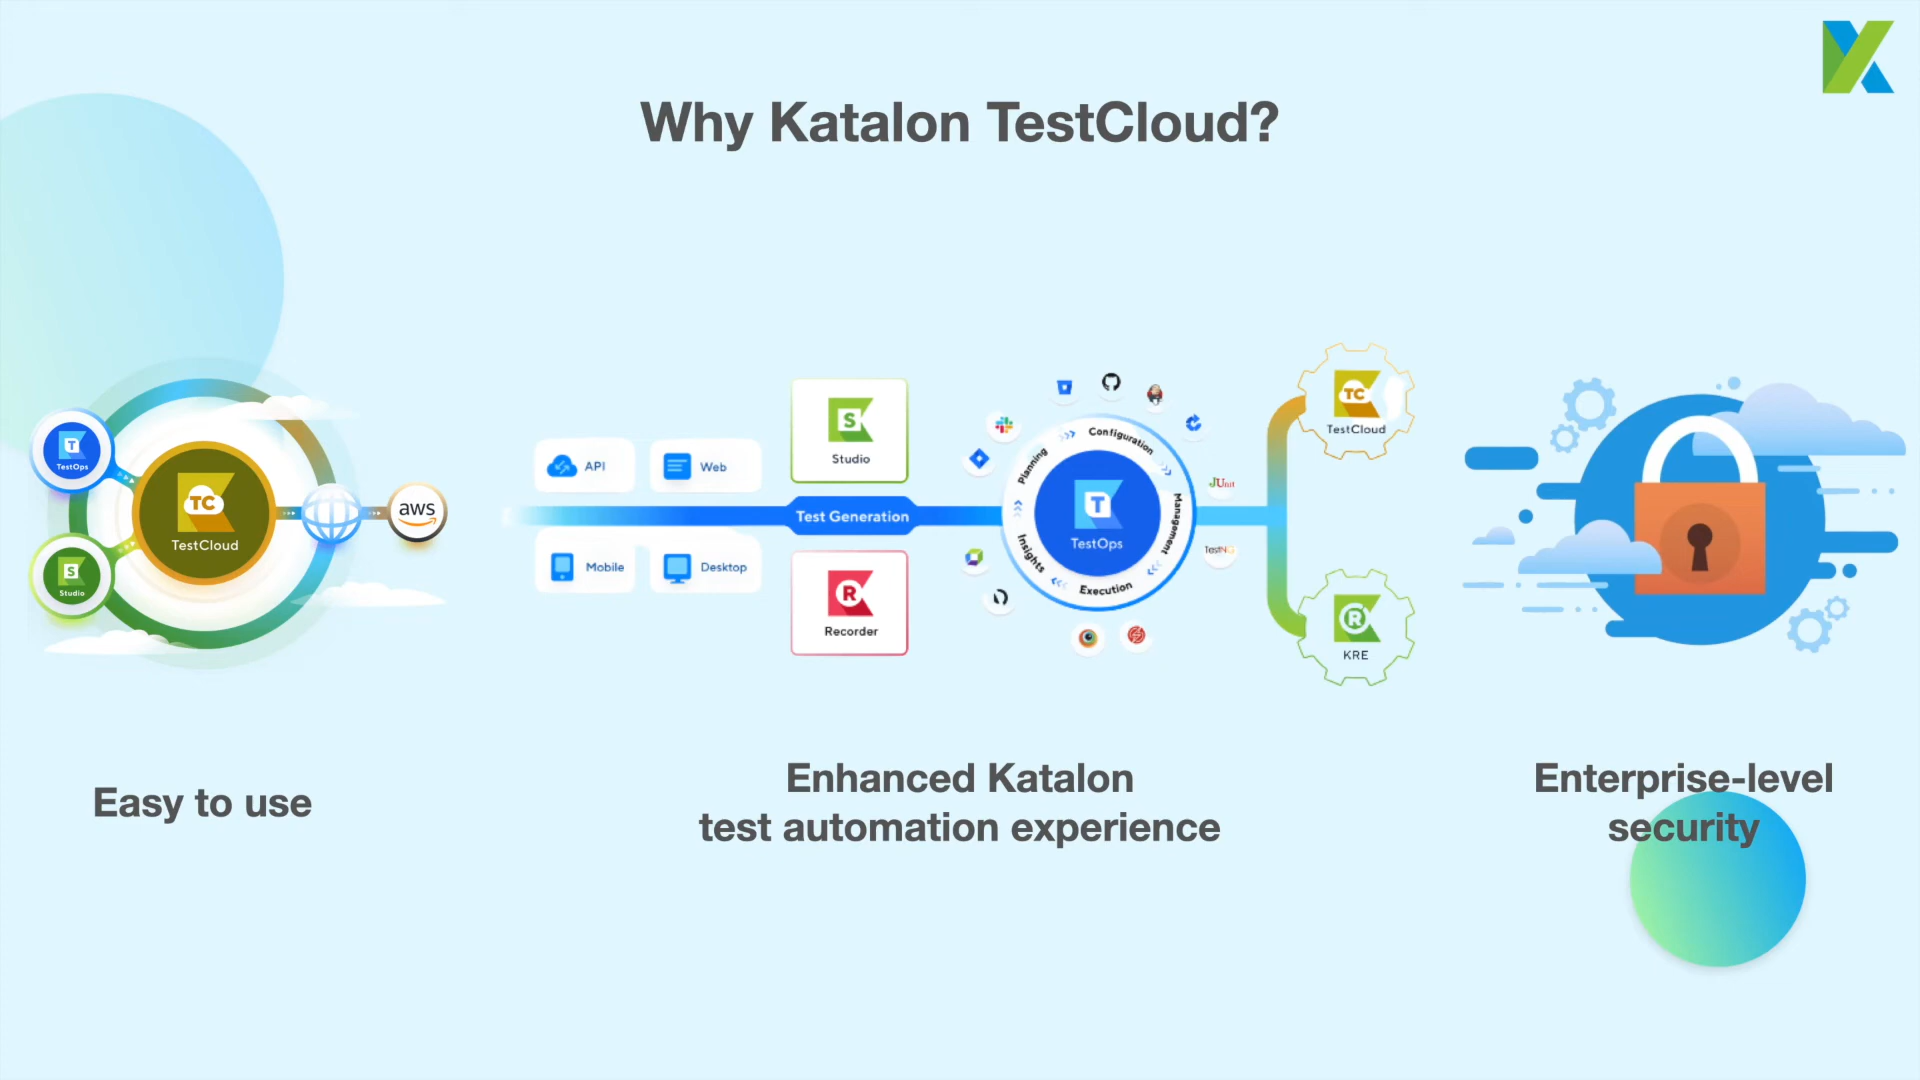 Why Katalon TestCloud?
T
TestOps
S
Studio
TC
TestCloud
aws
Easy to use
API
Web
Mobile
Desktop
S
Studio
Test Generation
R
Recorder
Planning
Configuration
Management
Execution
Insights
T
TestOps
JUnit
TestNG
TC
TestCloud
R
KRE
Enhanced Katalon
test automation experience
Enterprise-level
security